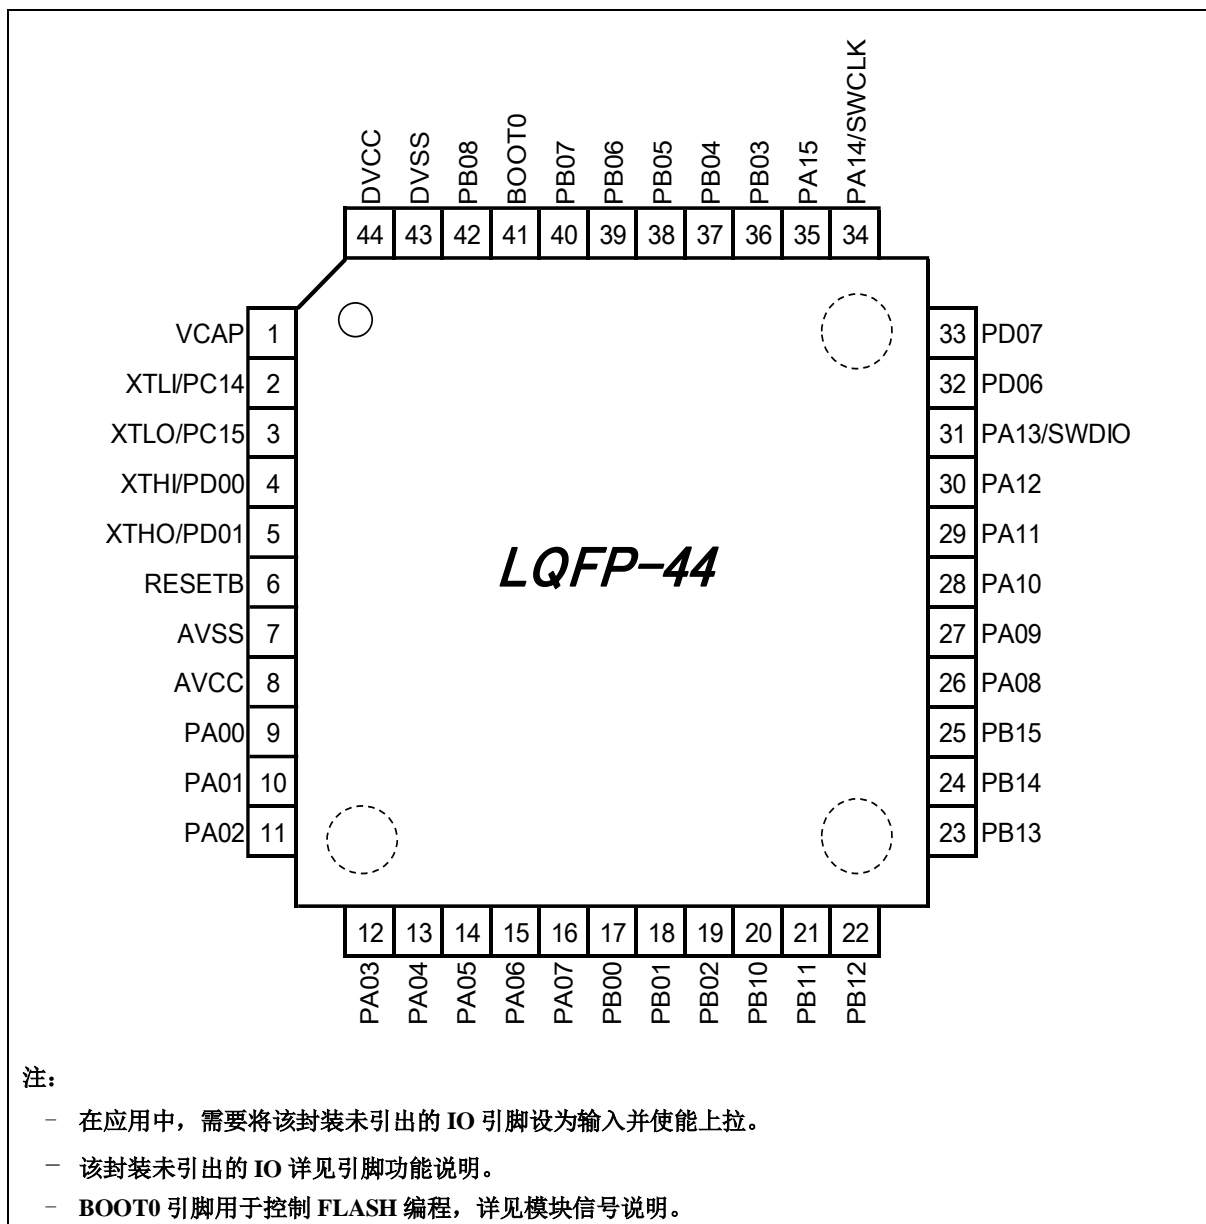 DVCC
DVSS
PB08
BOOT0
PB07
PB06
PB05
PB04
PB03
PA15
PA14/SWCLK
44 43 42 41 40 39 38 37 36 35 34
VCAP 1
XTLI/PC14 2
XTLO/PC15 3
XTHI/PD00 4
XTHO/PD01 5
RESETB 6
AVSS 7
AVCC 8
PA00 9
PA01 10
PA02 11
LQFP-44
33 PD07
32 PD06
31 PA13/SWDIO
30 PA12
29 PA11
28 PA10
27 PA09
26 PA08
25 PB15
24 PB14
23 PB13
12 13 14 15 16 17 18 19 20 21 22
PA03
PA04
PA05
PA06
PA07
PB00
PB01
PB02
PB10
PB11
PB12
注：
- 在应用中，需要将该封装未引出的 IO 引脚设为输入并使能上拉。
- 该封装未引出的 IO 详见引脚功能说明。
- BOOT0 引脚用于控制 FLASH 编程，详见模块信号说明。